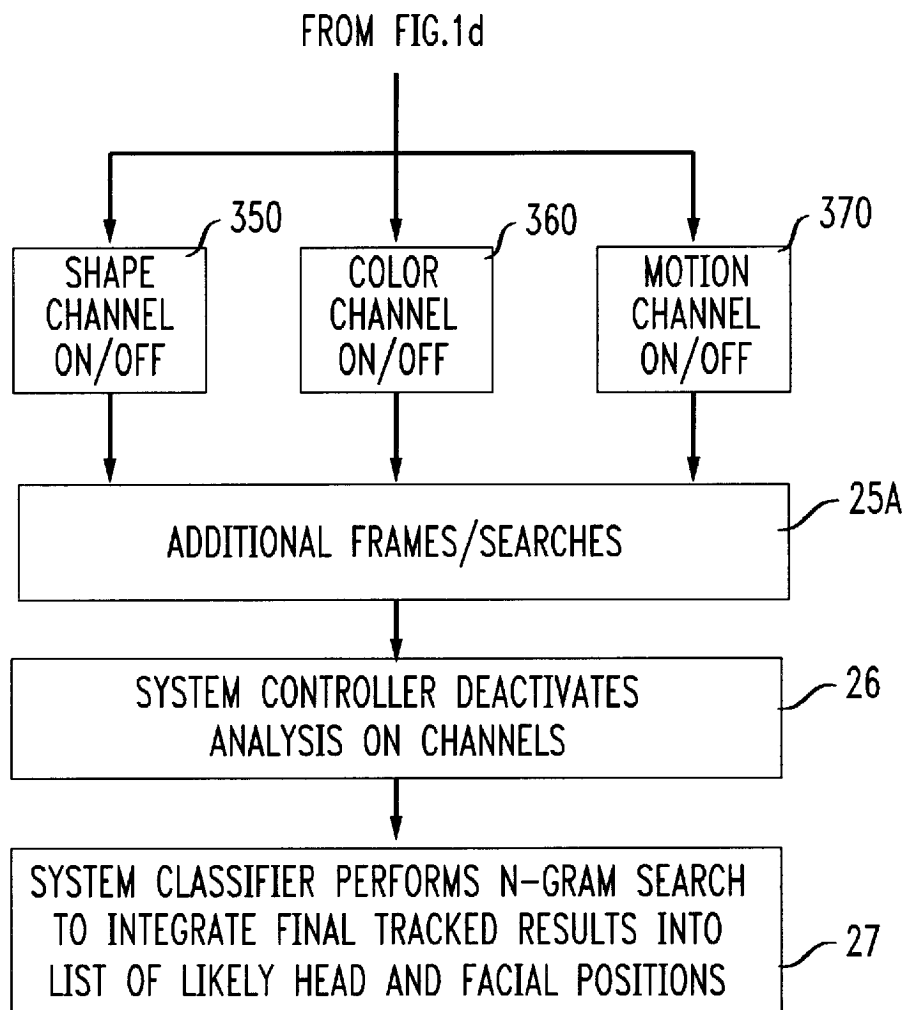 FROM FIG.1d
350
360
370
SHAPE
CHANNEL
ON/OFF
COLOR
CHANNEL
ON/OFF
MOTION
CHANNEL
ON/OFF
25A
ADDITIONAL FRAMES/SEARCHES
26
SYSTEM CONTROLLER DEACTIVATES
ANALYSIS ON CHANNELS
SYSTEM CLASSIFIER PERFORMS N-GRAM SEARCH
TO INTEGRATE FINAL TRACKED RESULTS INTO
LIST OF LIKELY HEAD AND FACIAL POSITIONS
27